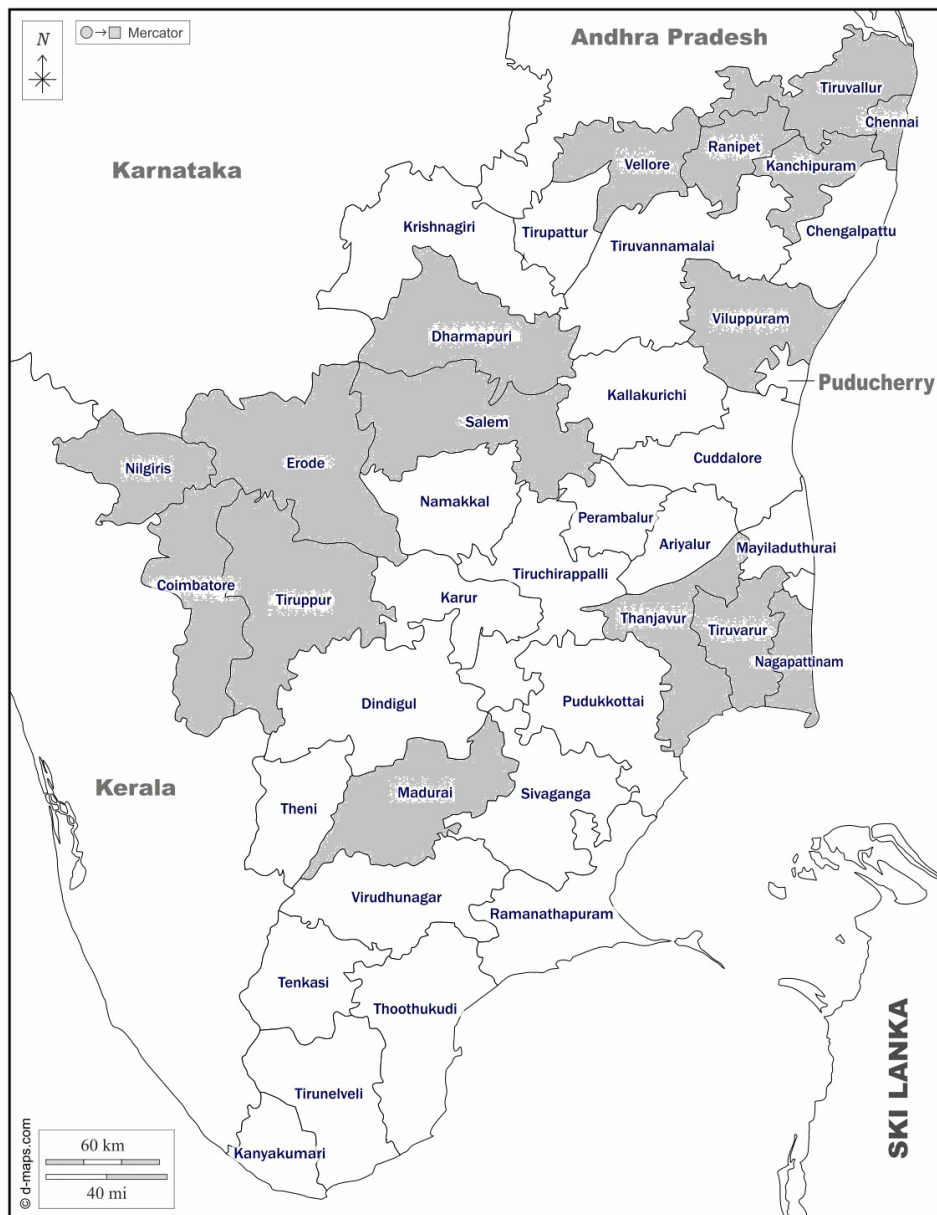 N
Mercator
Andhra Pradesh
Tiruvallur
Chennai
Ranipet
Vellore
Kanchipuram
Karnataka
Krishnagiri
Tirupattur
Tiruvannamalai
Chengalpattu
Viluppuram
Dharmapuri
Puducherry
Kallakurichi
Salem
Cuddalore
Nilgiris
Erode
Namakkal
Perambalur
Ariyalur
Mayiladuthurai
Tiruchirappalli
Coimbatore
Tiruppur
Karur
Thanjavur
Tiruvarur
Nagapattinam
Dindigul
Pudukkottai
Kerala
Theni
Madurai
Sivaganga
Virudhunagar
Ramanathapuram
Tenkasi
Thoothukudi
SKI LANKA
Tirunelveli
Kanyakumari
60 km
40 mi
© d-maps.com